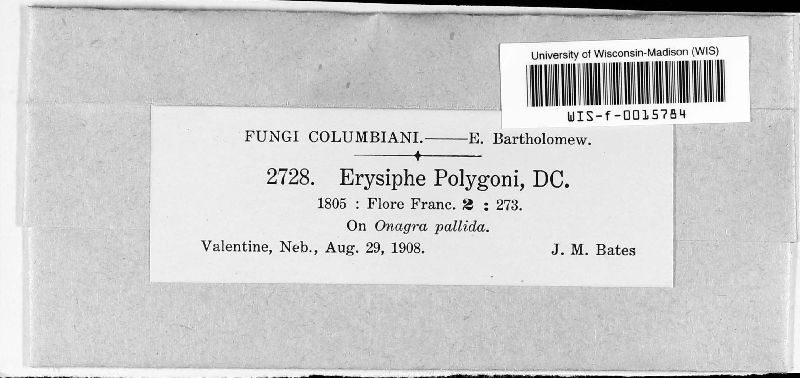 University of Wisconsin-Madison (WIS)
WIS-f-0015784
FUNGI COLUMBIANI.——E. Bartholomew.
2728. Erysiphe Polygoni, DC.
1805 : Flore Franc. 2 : 273.
On Onagra pallida.
Valentine, Neb., Aug. 29, 1908. J. M. Bates